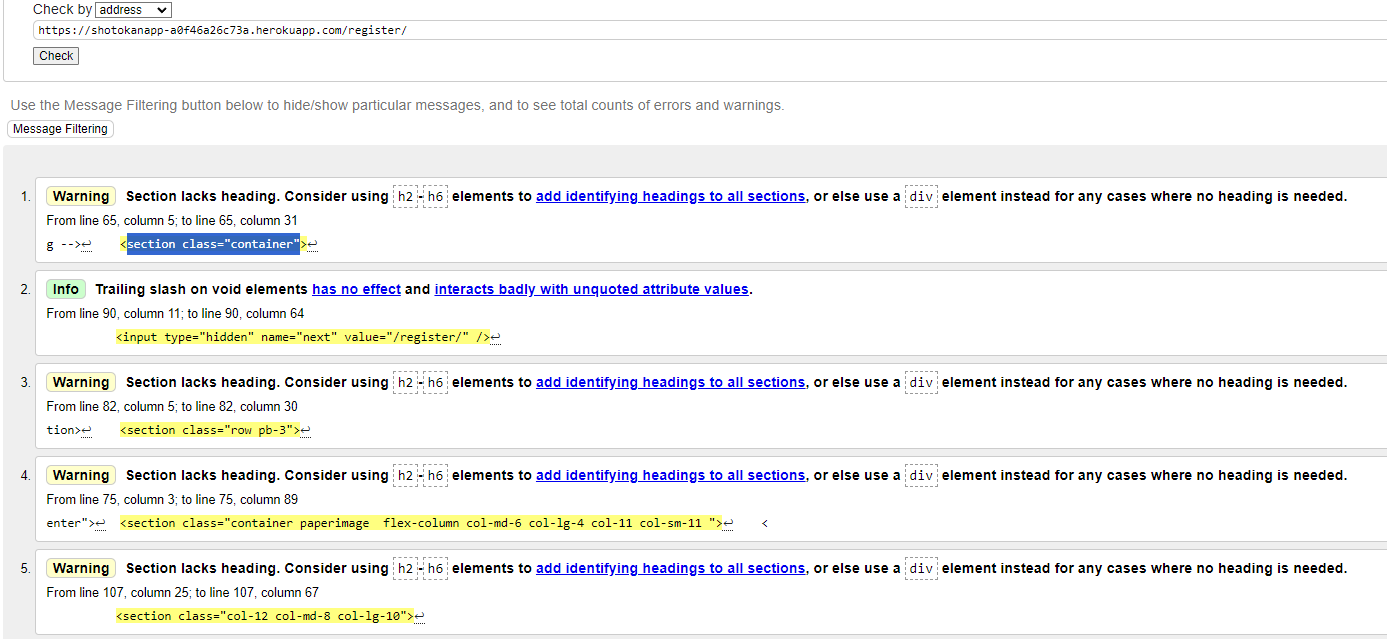 Check by address
https://shotokanapp-a0f46a26c73a.herokuapp.com/register/
Check
Use the Message Filtering button below to hide/show particular messages, and to see total counts of errors and warnings.
Message Filtering
1. Warning Section lacks heading. Consider using h2-h6 elements to add identifying headings to all sections, or else use a div element instead for any cases where no heading is needed.
From line 65, column 5; to line 65, column 31
g -->↩ <section class="container">↩
2. Info Trailing slash on void elements has no effect and interacts badly with unquoted attribute values.
From line 90, column 11; to line 90, column 64
<input type="hidden" name="next" value="/register/" />↩
3. Warning Section lacks heading. Consider using h2-h6 elements to add identifying headings to all sections, or else use a div element instead for any cases where no heading is needed.
From line 82, column 5; to line 82, column 30
tion>↩ <section class="row pb-3">↩
4. Warning Section lacks heading. Consider using h2-h6 elements to add identifying headings to all sections, or else use a div element instead for any cases where no heading is needed.
From line 75, column 3; to line 75, column 89
enter">↩ <section class="container paperimage  flex-column col-md-6 col-lg-4 col-11 col-sm-11 ">↩ <
5. Warning Section lacks heading. Consider using h2-h6 elements to add identifying headings to all sections, or else use a div element instead for any cases where no heading is needed.
From line 107, column 25; to line 107, column 67
<section class="col-12 col-md-8 col-lg-10">↩